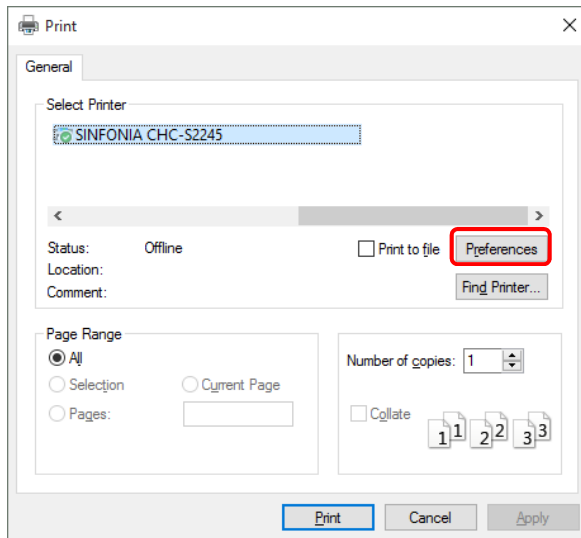 Print
General
Select Printer
SINFONIA CHC-S2245
Status: Offline Print to file Preferences
Location:
Comment: Find Printer...
Page Range
All Number of copies: 1
Selection Current Page
Pages: Collate 1 1 2 2 3 3
Print Cancel Apply